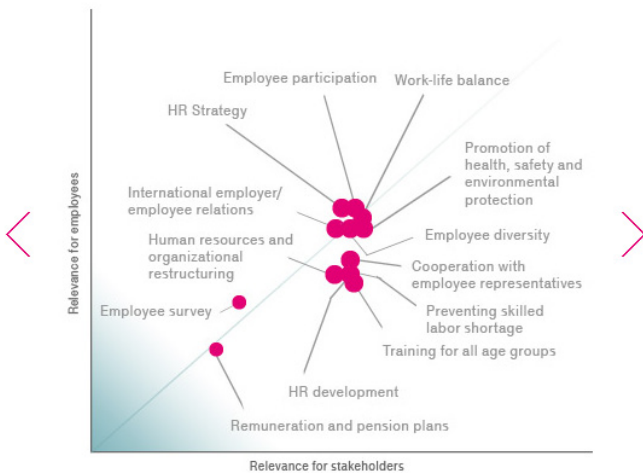 Employee participation
Work-life balance
HR Strategy
Promotion of
health, safety and
environmental
protection
International employer/
employee relations
Employee diversity
Human resources and
organizational
restructuring
Cooperation with
employee representatives
Employee survey
Preventing skilled
labor shortage
Training for all age groups
HR development
Remuneration and pension plans
Relevance for employees
Relevance for stakeholders